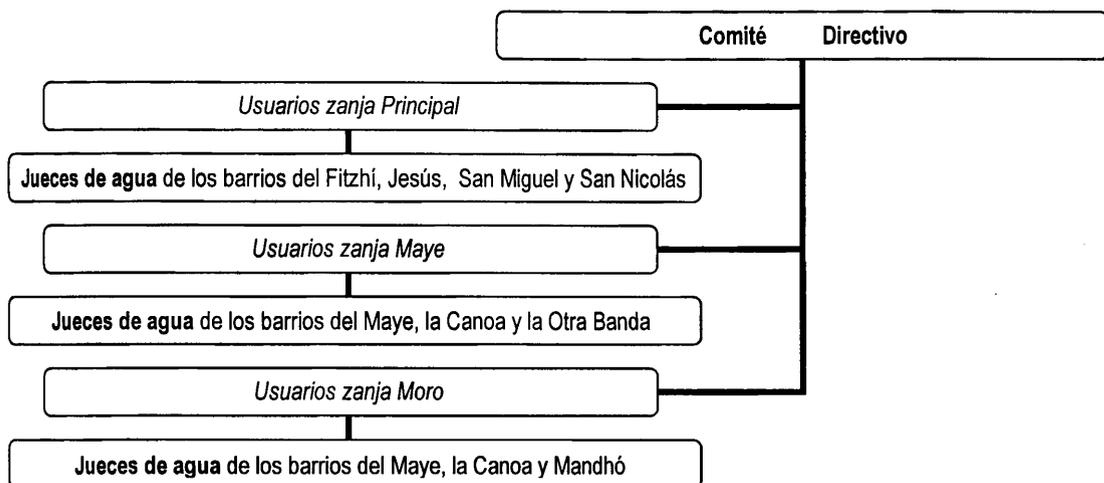 Comité Directivo
Usuarios zanja Principal
Jueces de agua de los barrios del Fitzhí, Jesús, San Miguel y San Nicolás
Usuarios zanja Maye
Jueces de agua de los barrios del Maye, la Canoa y la Otra Banda
Usuarios zanja Moro
Jueces de agua de los barrios del Maye, la Canoa y Mandhó